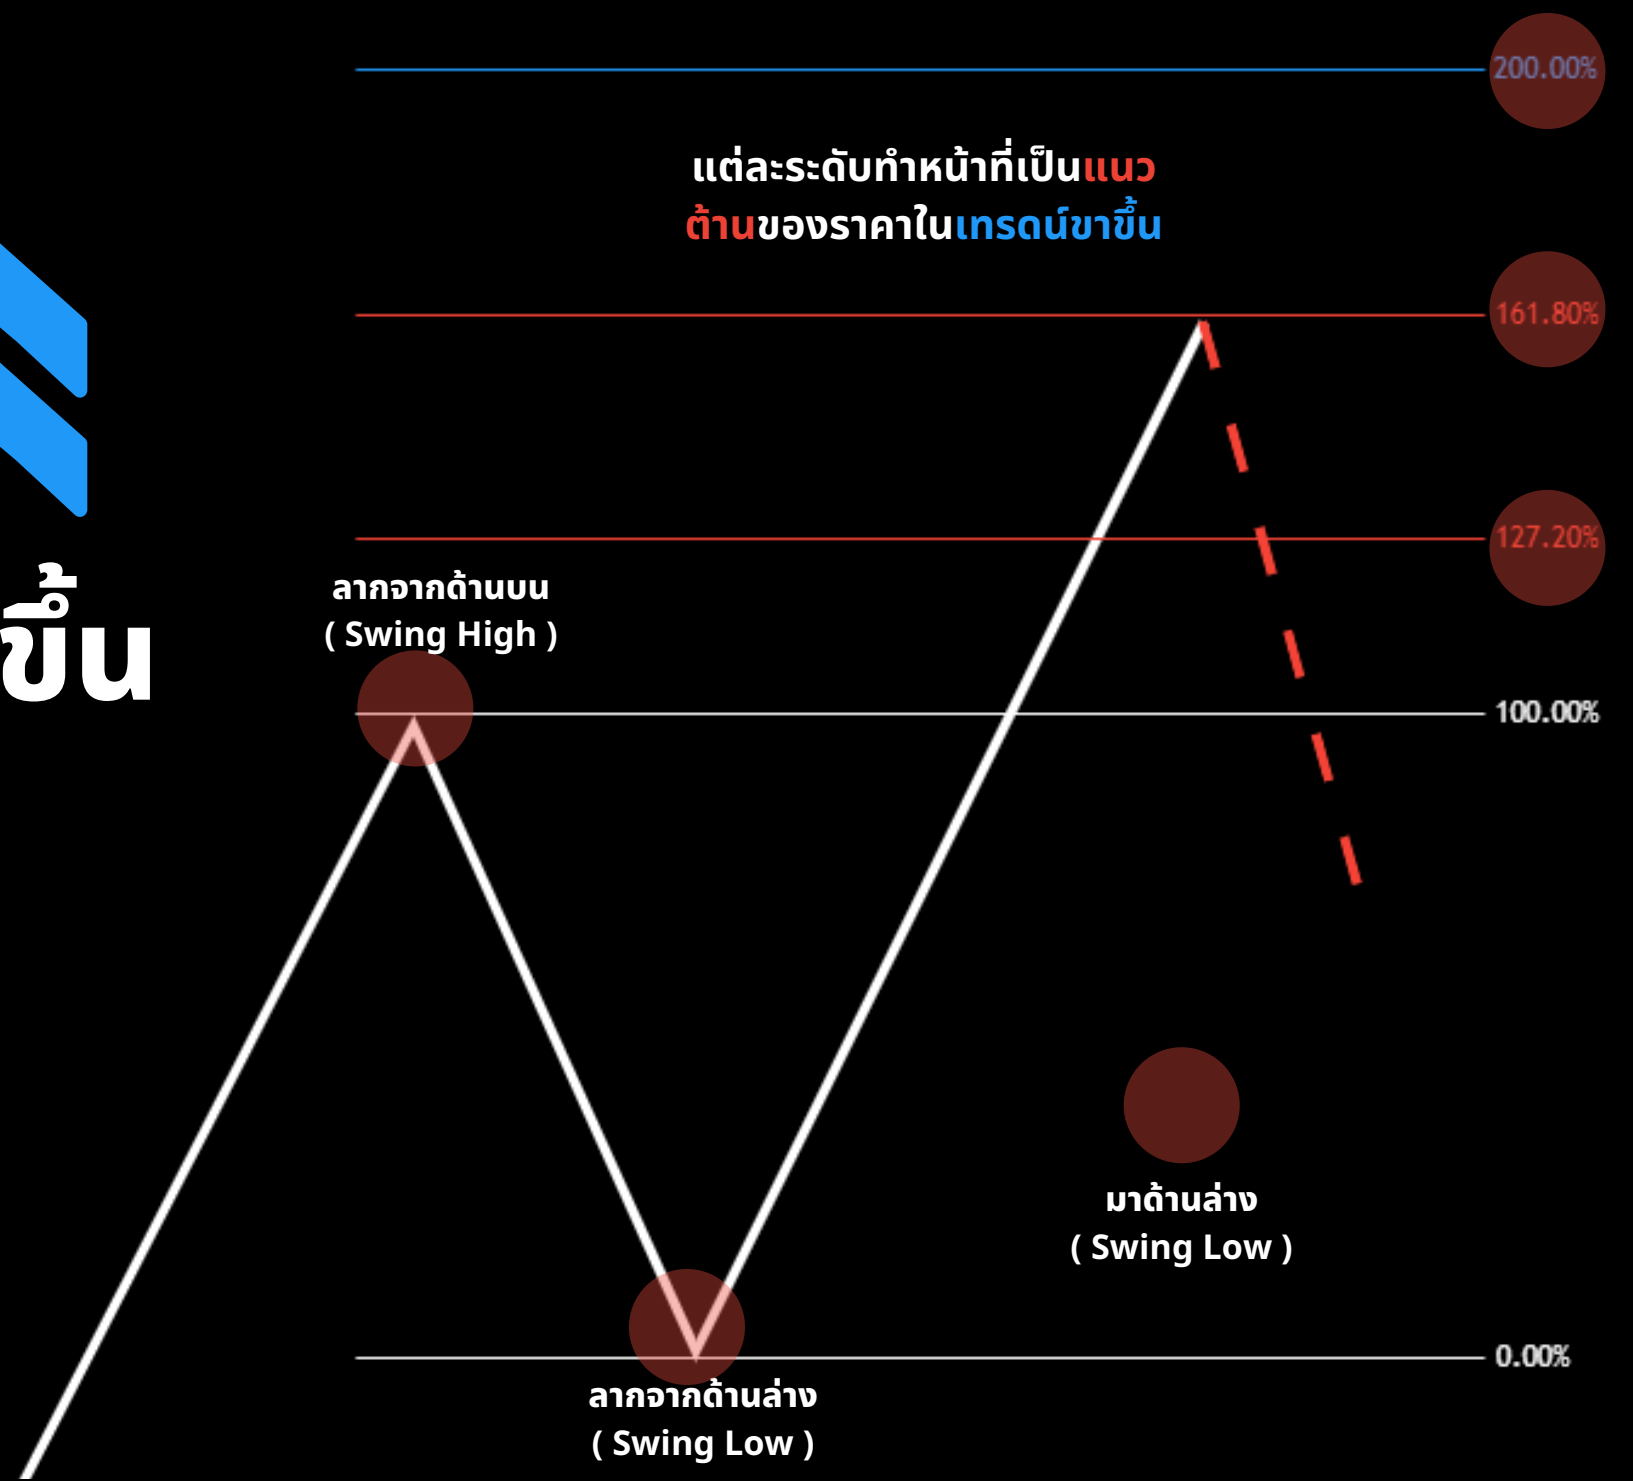 200.00%
แต่ละระดับทำหน้าที่เป็นแนว
ต้านของราคาในเทรดน์ขาขึ้น
161.80%
127.20%
ลากจากด้านบน
( Swing High )
ขึ้น
100.00%
มาด้านล่าง
( Swing Low )
0.00%
ลากจากด้านล่าง
( Swing Low )